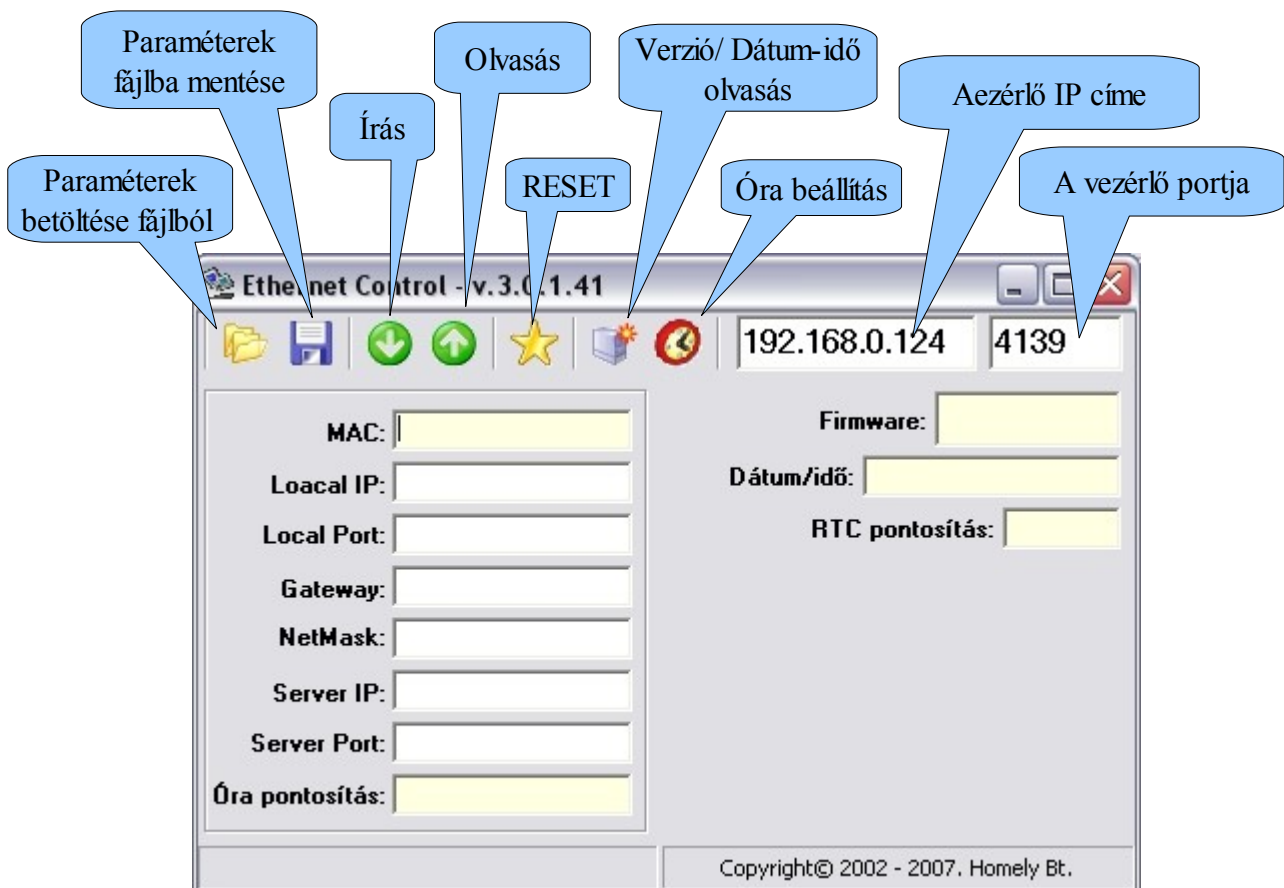 Paraméterek
fájlba mentése
Olvasás
Verzió/ Dátum-idő
olvasás
Aezérlő IP címe
Írás
Paraméterek
betöltése fájlból
RESET
Óra beállítás
A vezérlő portja
Ethernet Control - v.3.0.1.41
192.168.0.124
4139
MAC:
Firmware:
Loacal IP:
Dátum/idő:
Local Port:
RTC pontosítás:
Gateway:
NetMask:
Server IP:
Server Port:
Óra pontosítás:
Copyright© 2002 - 2007. Homely Bt.